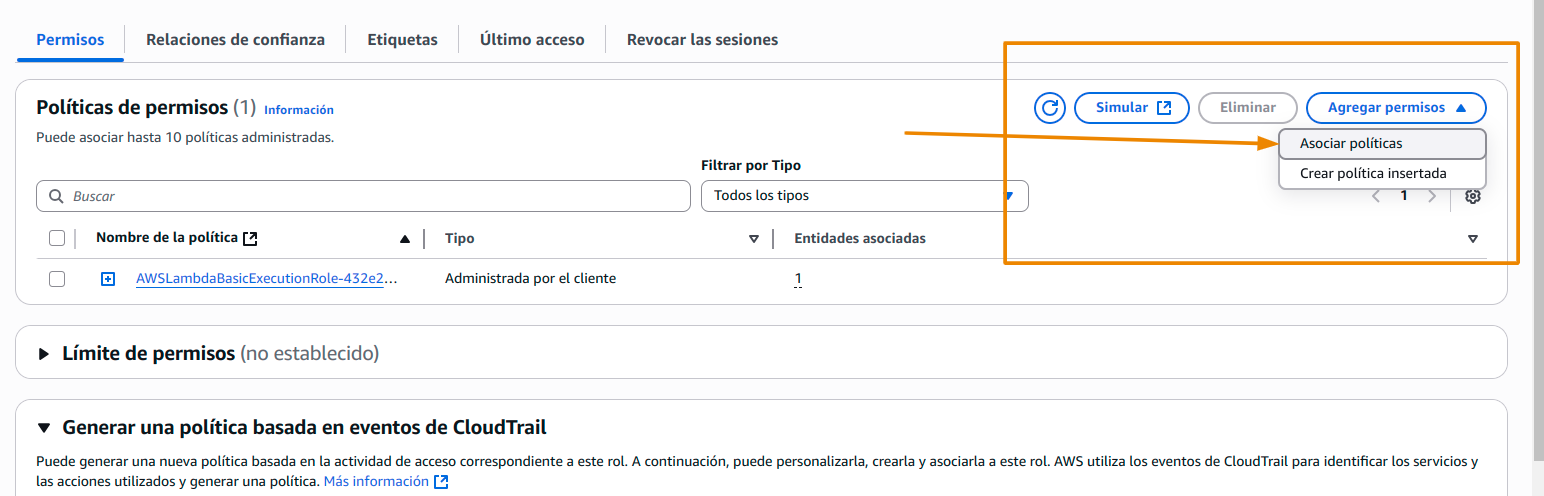 Permisos
Relaciones de confianza
Etiquetas
Último acceso
Revocar las sesiones
Políticas de permisos (1) Información
Simular
Eliminar
Agregar permisos
Puede asociar hasta 10 políticas administradas.
Asociar políticas
Crear política insertada
Filtrar por Tipo
Buscar
Todos los tipos
1
Nombre de la política
Tipo
Entidades asociadas
AWSLambdaBasicExecutionRole-432e2...
Administrada por el cliente
1
Límite de permisos (no establecido)
Generar una política basada en eventos de CloudTrail
Puede generar una nueva política basada en la actividad de acceso correspondiente a este rol. A continuación, puede personalizarla, crearla y asociarla a este rol. AWS utiliza los eventos de CloudTrail para identificar los servicios y
las acciones utilizados y generar una política. Más información